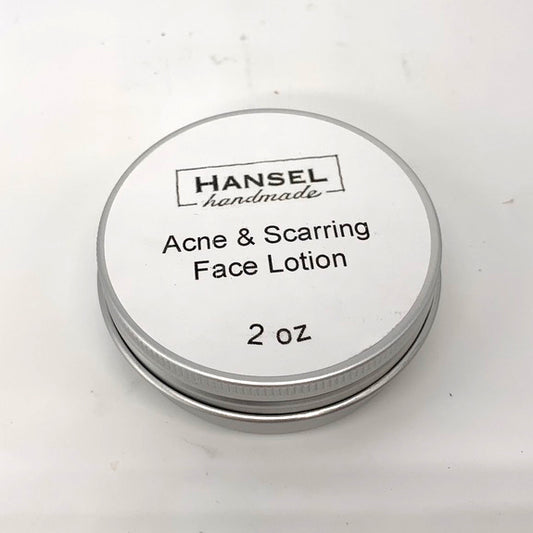 HANSEL
handmade
Acne & Scarring
Face Lotion
2 oz